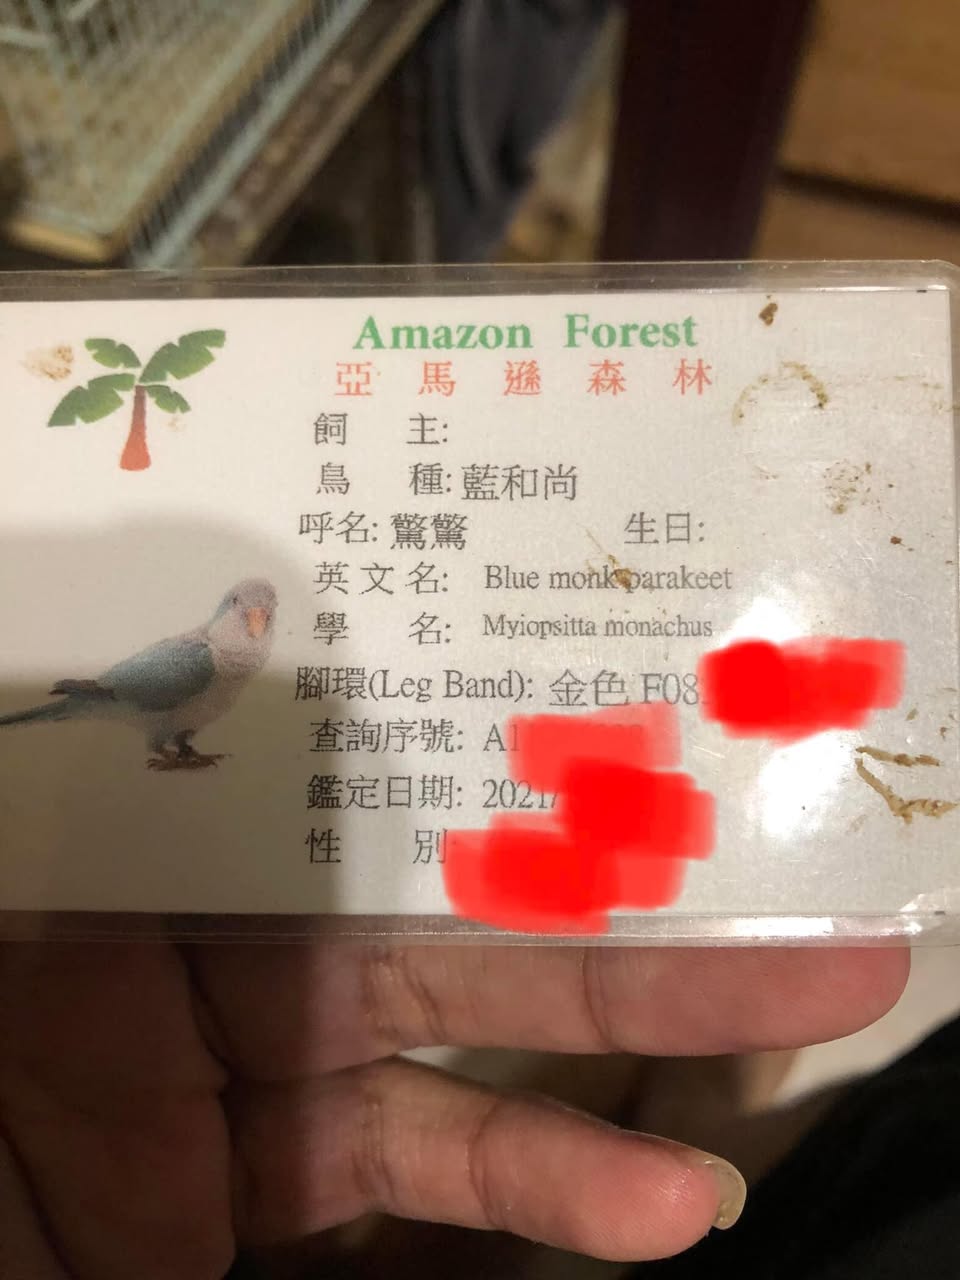 Amazon Forest
亞馬遜森林
飼主:
鳥種: 藍和尚
呼名: 驚驚 生日:
英文名: Blue monk parakeet
學名: Myiopsitta monachus
腳環(Leg Band): 金色 F08
查詢序號: A1
鑑定日期: 2021/
性別: